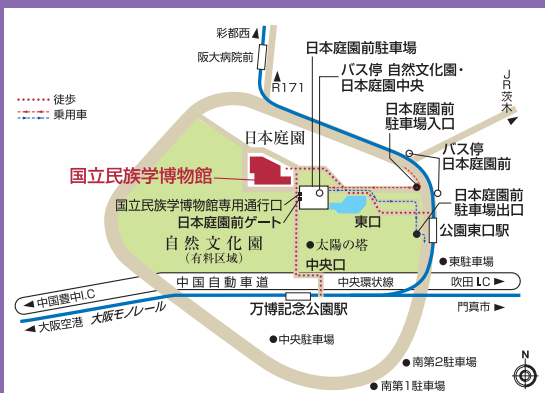 彩都西
阪大病院前
日本庭園前駐車場
バス停 自然文化園・
日本庭園中央
R171
JR茨木
徒歩
乗用車
日本庭園前
駐車場入口
日本庭園
バス停
日本庭園前
国立民族学博物館
国立民族学博物館専用通行口
日本庭園前ゲート
日本庭園前
駐車場出口
東口
公園東口駅
自然文化園
(有料区域)
太陽の塔
中央口
東駐車場
中国自動車道
中央環状線
吹田I.C
中国豊中I.C
大阪空港
大阪モノレール
万博記念公園駅
門真市
中央駐車場
南第2駐車場
南第1駐車場
N